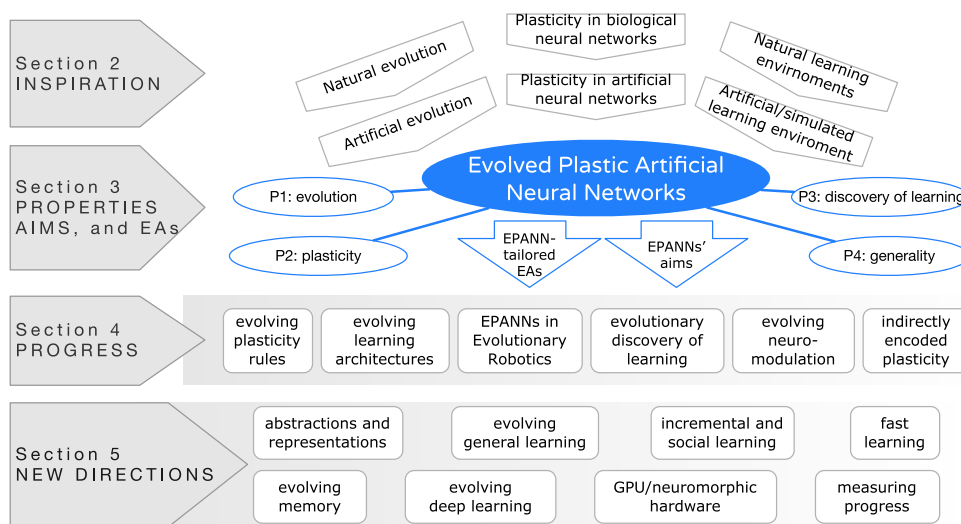 Section 2
INSPIRATION
Natural evolution
Plasticity in biological
neural networks
Natural learning
envirnoments
Artificial evolution
Plasticity in artificial
neural networks
Artificial/simulated
learning enviroment
Section 3
PROPERTIES
AIMS, and EAs
Evolved Plastic Artificial
Neural Networks
P1: evolution
P3: discovery of learning
P2: plasticity
EPANN-
tailored
EAs
EPANNs'
aims
P4: generality
Section 4
PROGRESS
evolving
plasticity
rules
evolving
learning
architectures
EPANNs in
Evolutionary
Robotics
evolutionary
discovery of
learning
evolving
neuro-
modulation
indirectly
encoded
plasticity
Section 5
NEW DIRECTIONS
abstractions and
representations
evolving
general learning
incremental and
social learning
fast
learning
evolving
memory
evolving
deep learning
GPU/neuromorphic
hardware
measuring
progress